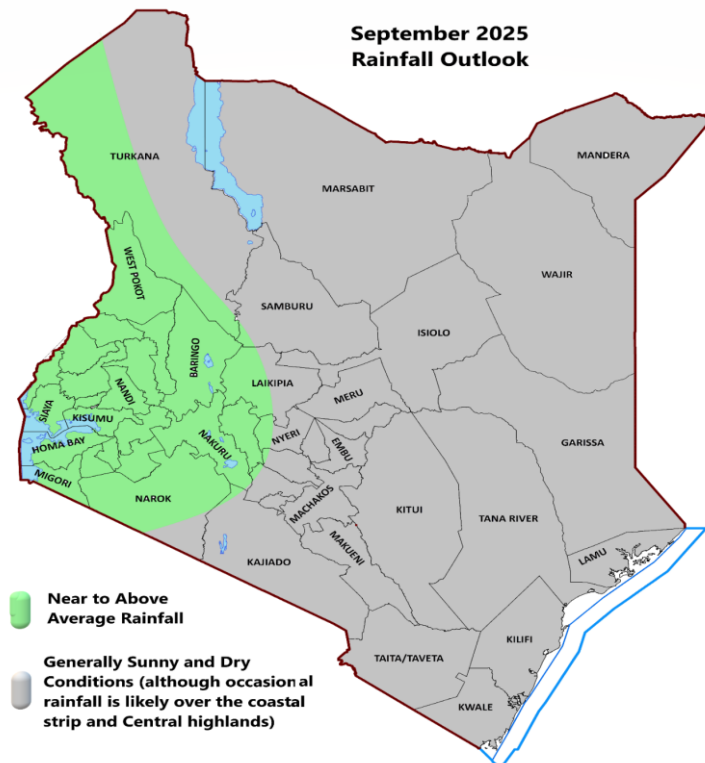 September 2025
Rainfall Outlook
MANDERA
TURKANA
MARSABIT
WAJIR
WEST POKOT
SAMBURU
ISIOLO
BARINGO
LAIKIPIA
NANDI
MERU
SIAYA
KISUMU
NYERI
NAKURU
EMBU
HOMA BAY
GARISSA
MIGORI
NAROK
MACHAKOS
KITUI
TANA RIVER
MAKUENI
LAMU
KAJIADO
KILIFI
TAITA/TAVETA
KWALE
Near to Above
Average Rainfall
Generally Sunny and Dry
Conditions (although occasional
rainfall is likely over the coastal
strip and Central highlands)